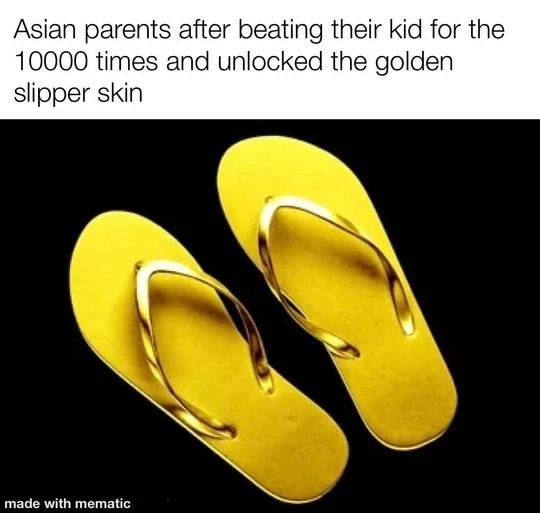 Asian parents after beating their kid for the
10000 times and unlocked the golden
slipper skin
made with mematic